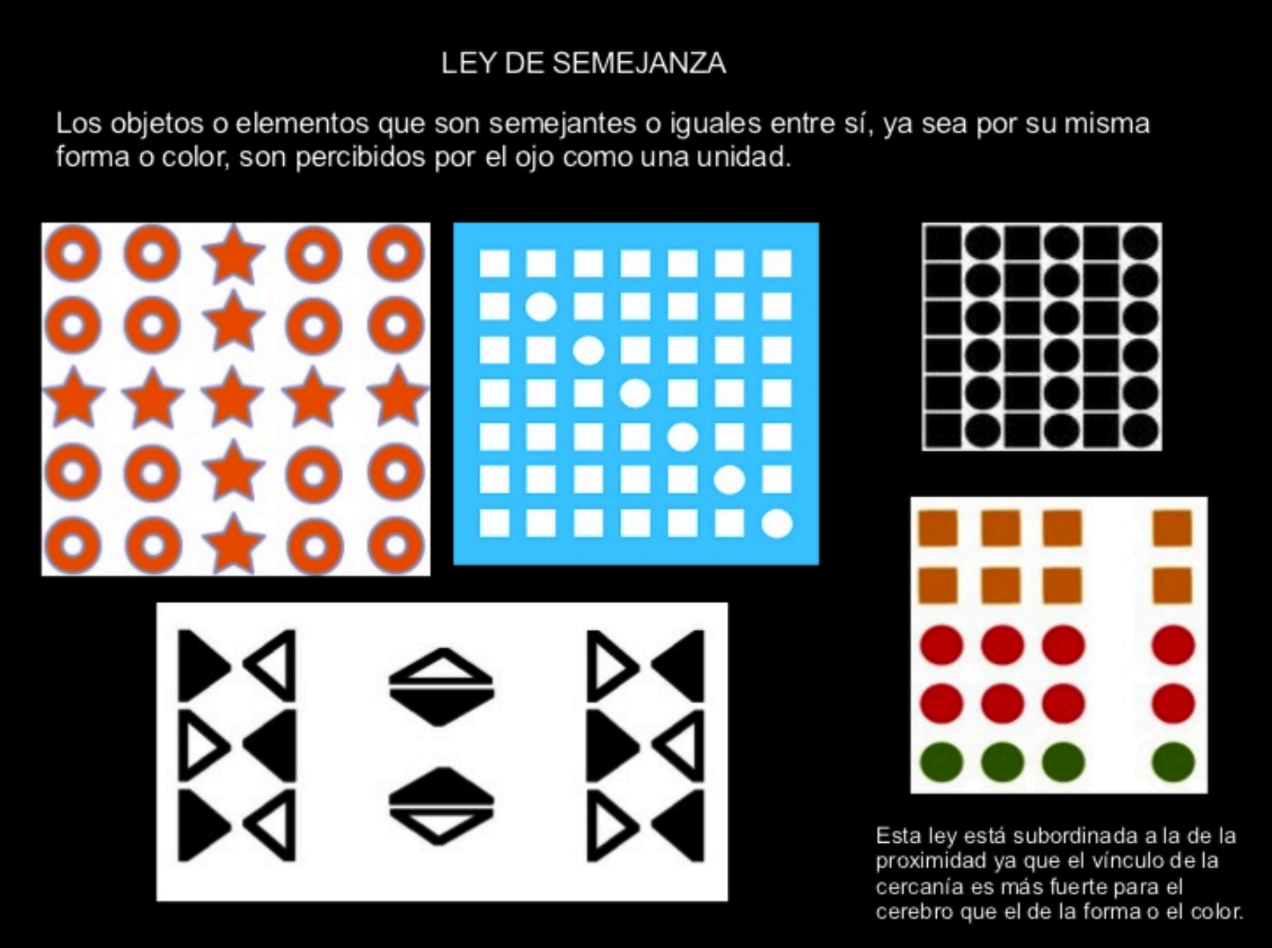 LEY DE SEMEJANZA
Los objetos o elementos que son semejantes o iguales entre sí, ya sea por su misma
forma o color, son percibidos por el ojo como una unidad.
Esta ley está subordinada a la de la
proximidad ya que el vínculo de la
cercanía es más fuerte para el
cerebro que el de la forma o el color.